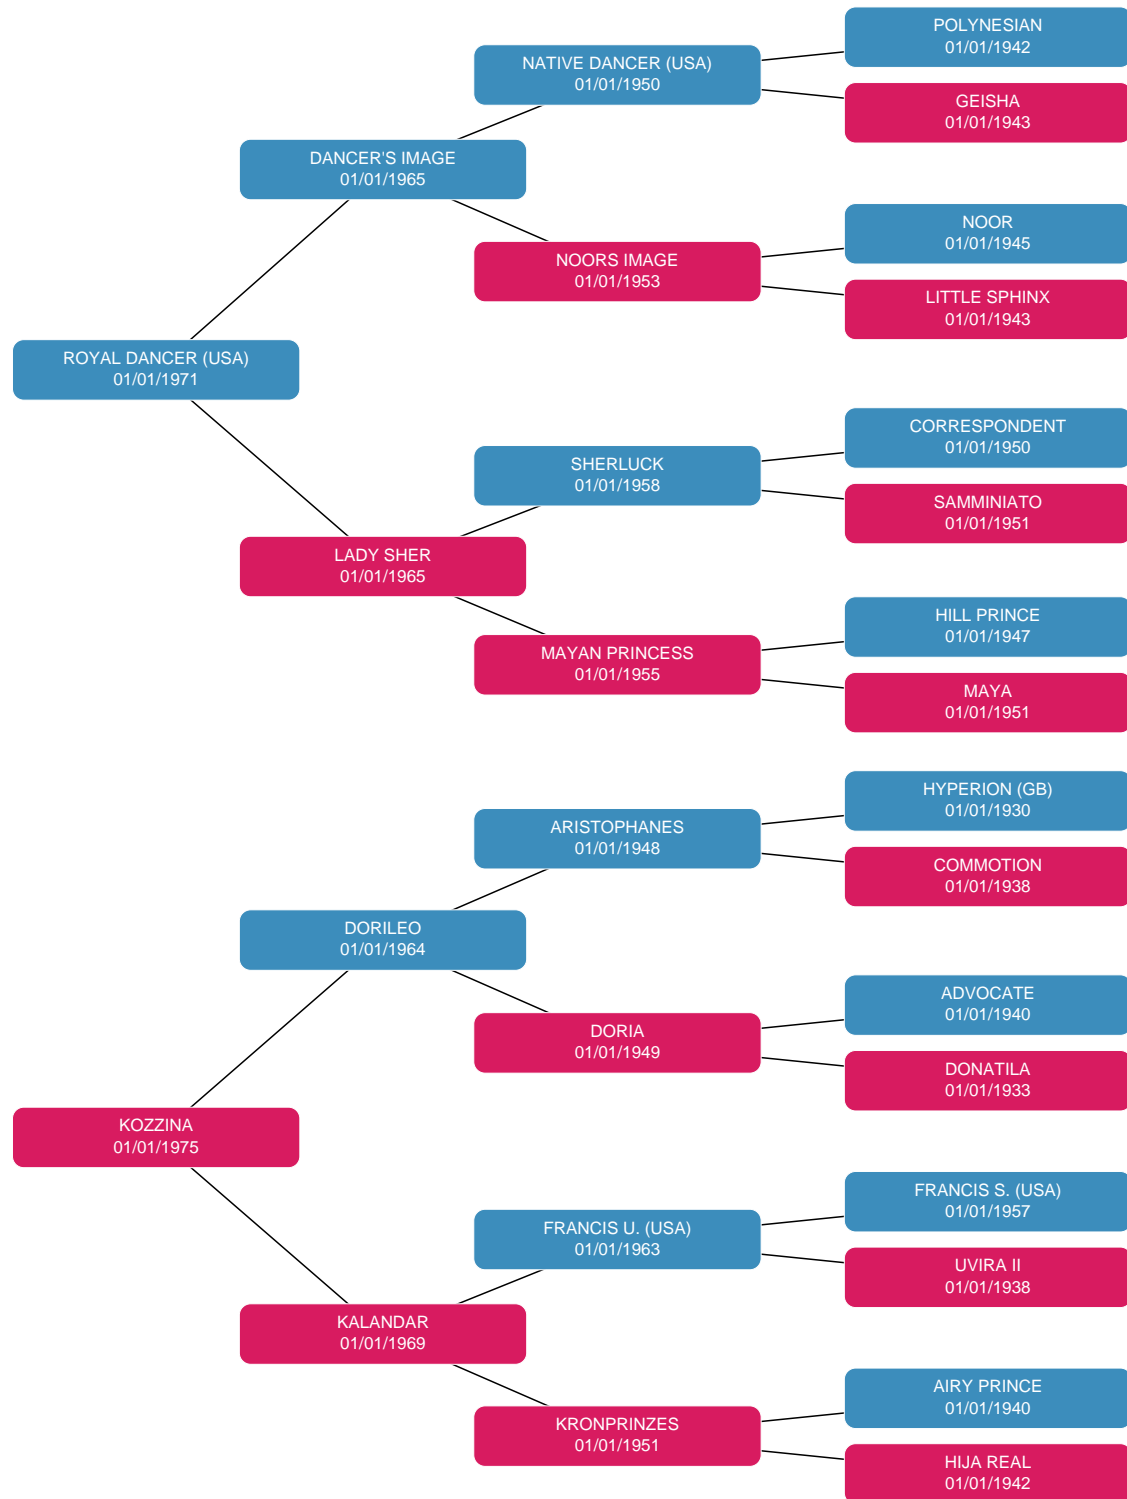 POLYNESIAN
01/01/1942
NATIVE DANCER (USA)
01/01/1950
GEISHA
01/01/1943
DANCER'S IMAGE
01/01/1965
NOOR
01/01/1945
NOORS IMAGE
01/01/1953
LITTLE SPHINX
01/01/1943
ROYAL DANCER (USA)
01/01/1971
CORRESPONDENT
01/01/1950
SHERLUCK
01/01/1958
SAMMINIATO
01/01/1951
LADY SHER
01/01/1965
HILL PRINCE
01/01/1947
MAYAN PRINCESS
01/01/1955
MAYA
01/01/1951
HYPERION (GB)
01/01/1930
ARISTOPHANES
01/01/1948
COMMOTION
01/01/1938
DORILEO
01/01/1964
ADVOCATE
01/01/1940
DORIA
01/01/1949
DONATILA
01/01/1933
KOZZINA
01/01/1975
FRANCIS S. (USA)
01/01/1957
FRANCIS U. (USA)
01/01/1963
UVIRA II
01/01/1938
KALANDAR
01/01/1969
AIRY PRINCE
01/01/1940
KRONPRINZES
01/01/1951
HIJA REAL
01/01/1942